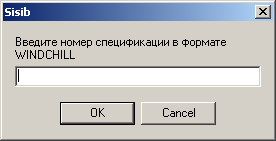 Sisib
Введите номер спецификации в формате
WINDCHILL
OK
Cancel